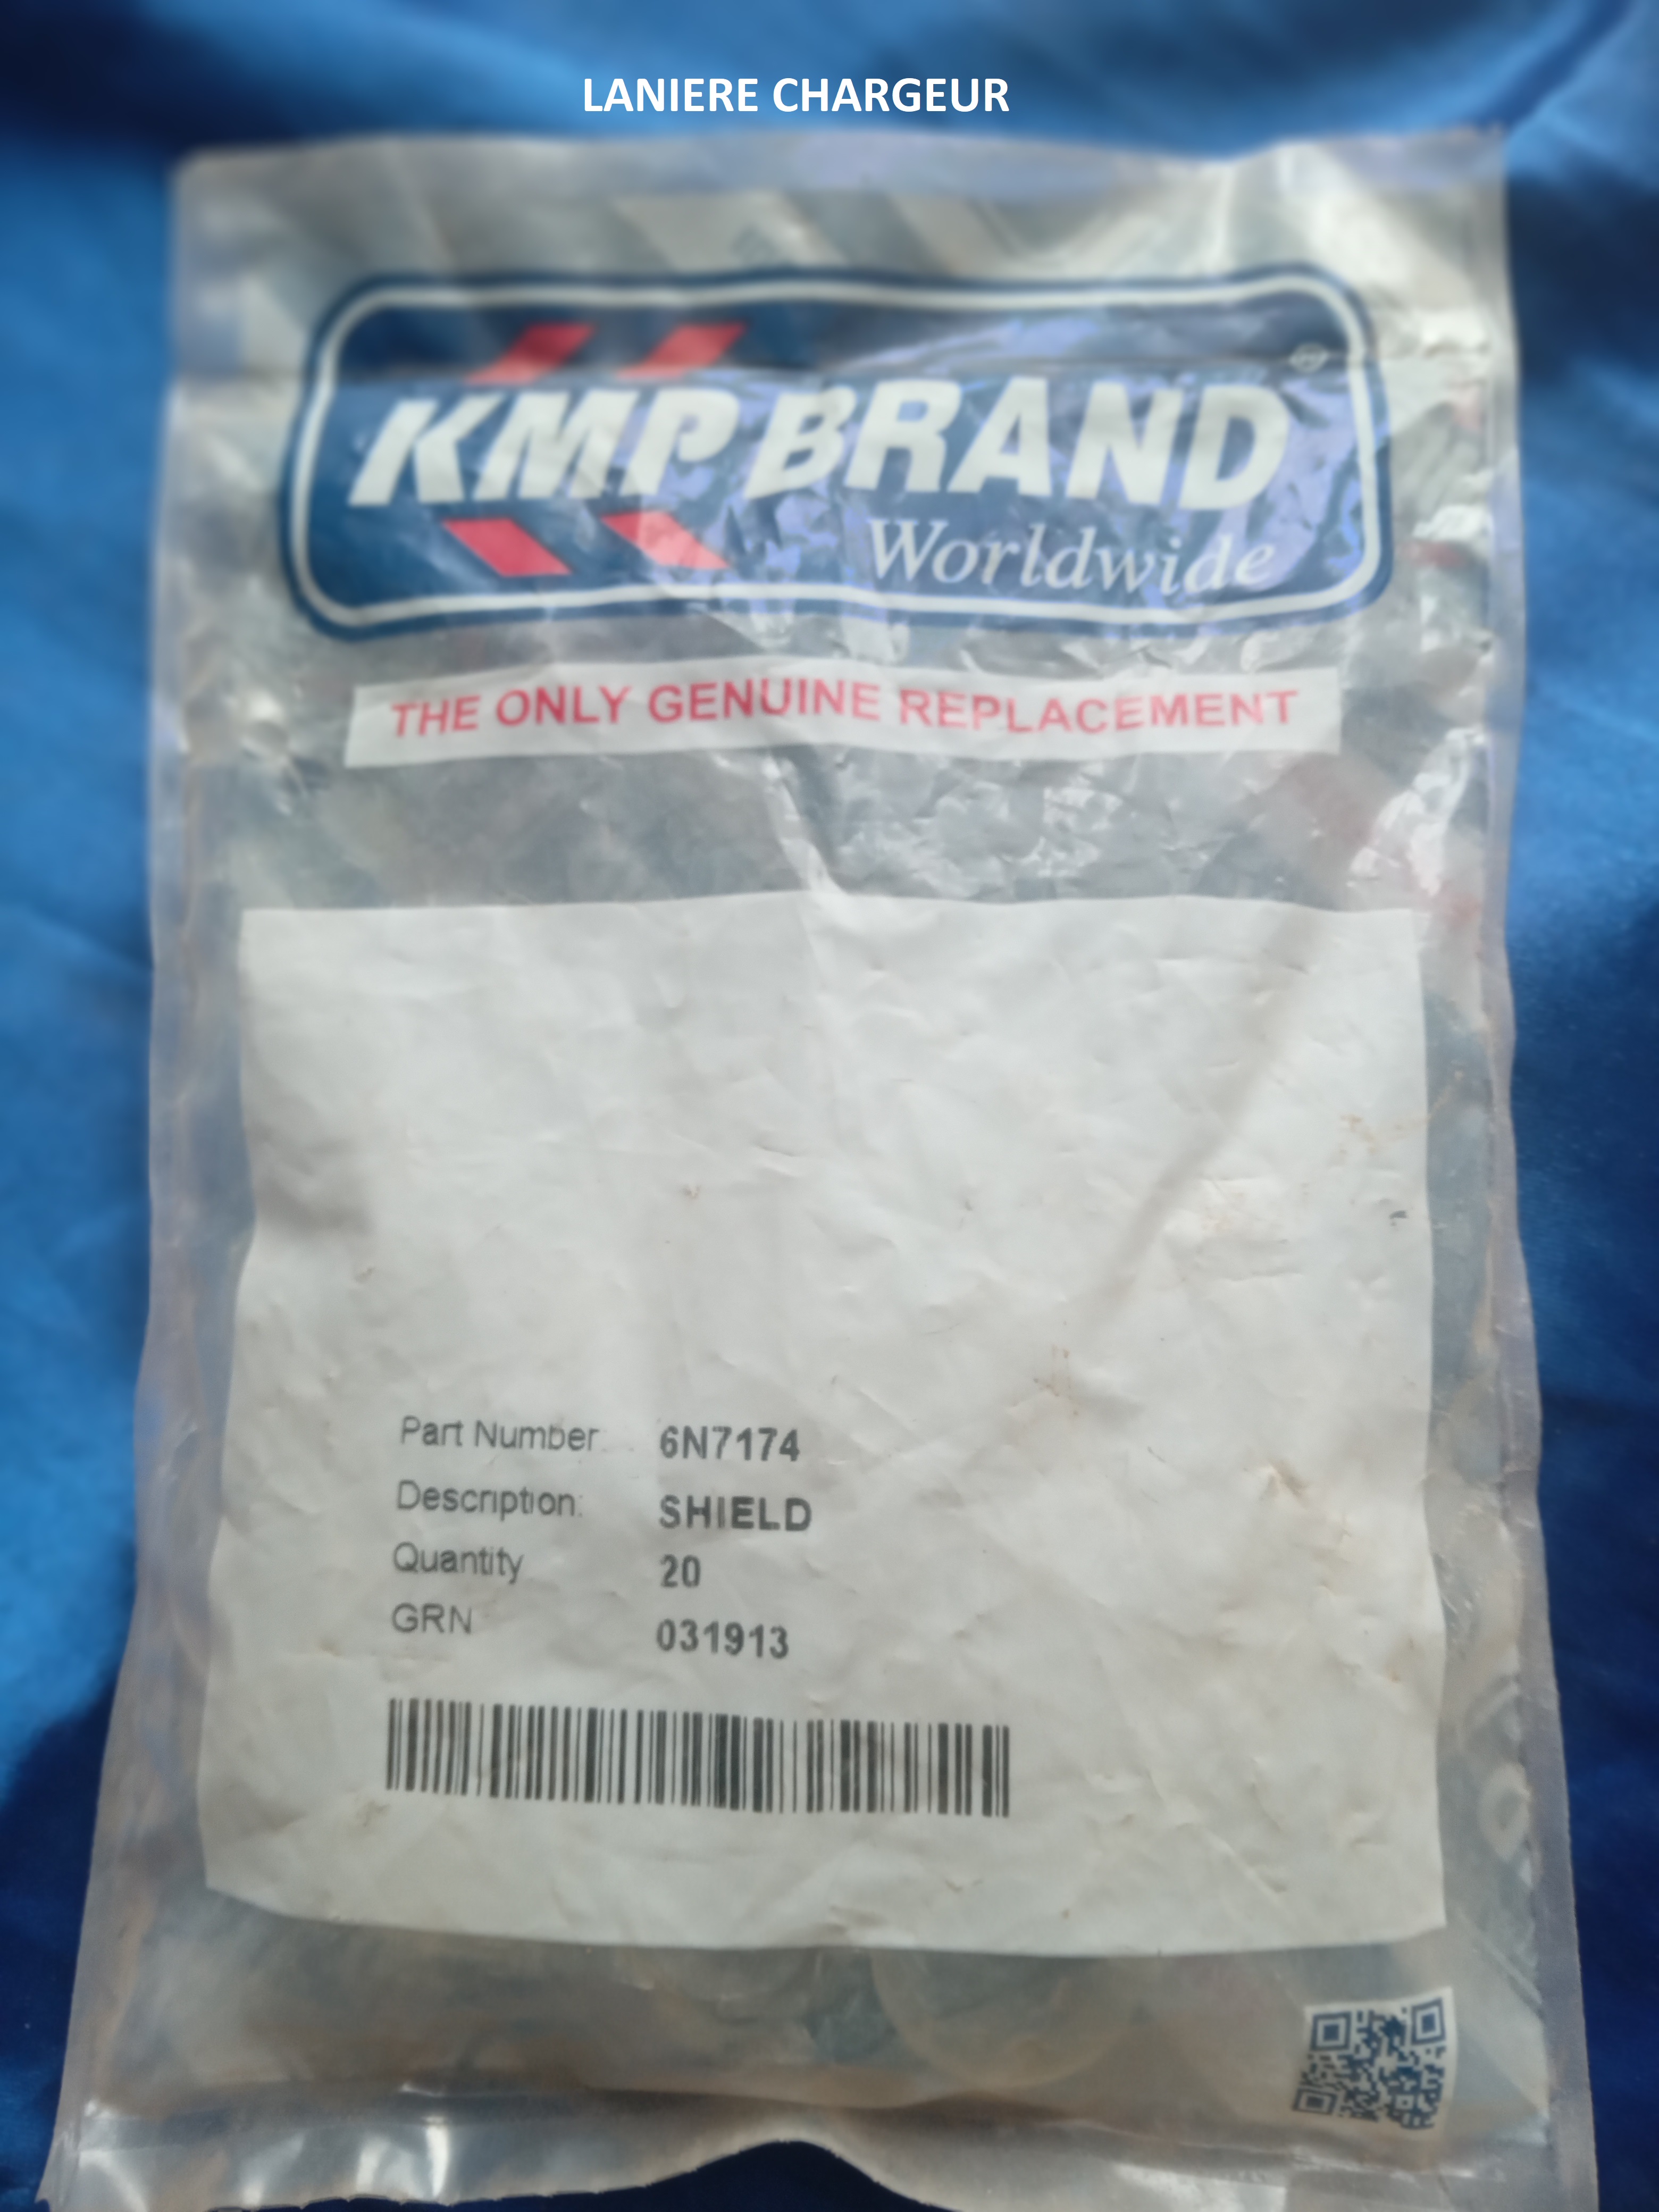 LANIERE CHARGEUR
KMP BRAND
Worldwide
THE ONLY GENUINE REPLACEMENT
Part Number 6N7174
Description: SHIELD
Quantity 20
GRN 031913